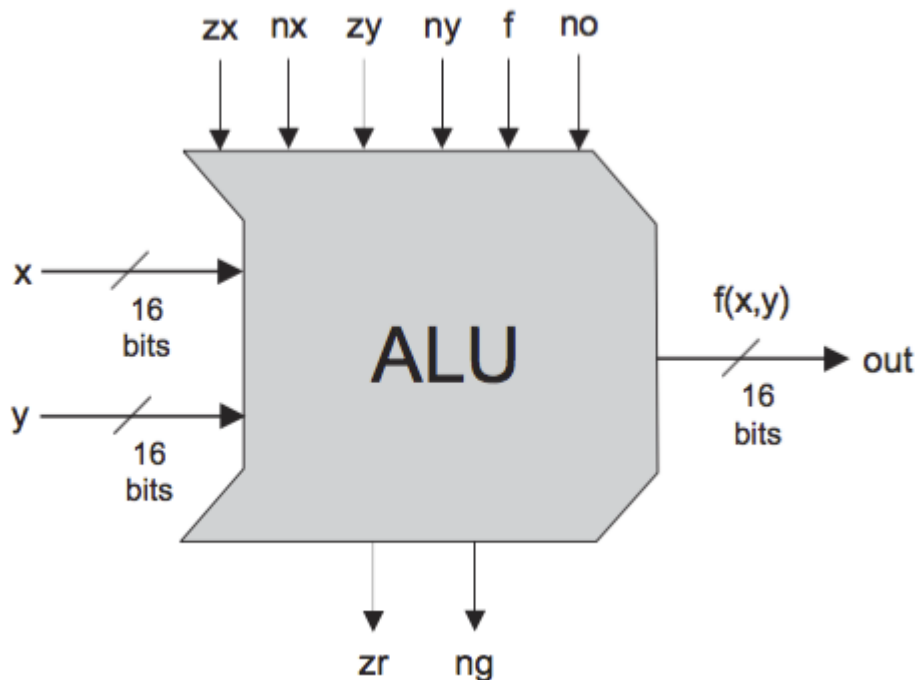 zx nx zy ny f no
x
16
bits
y
16
bits
ALU
f(x,y)
out
16
bits
zr ng